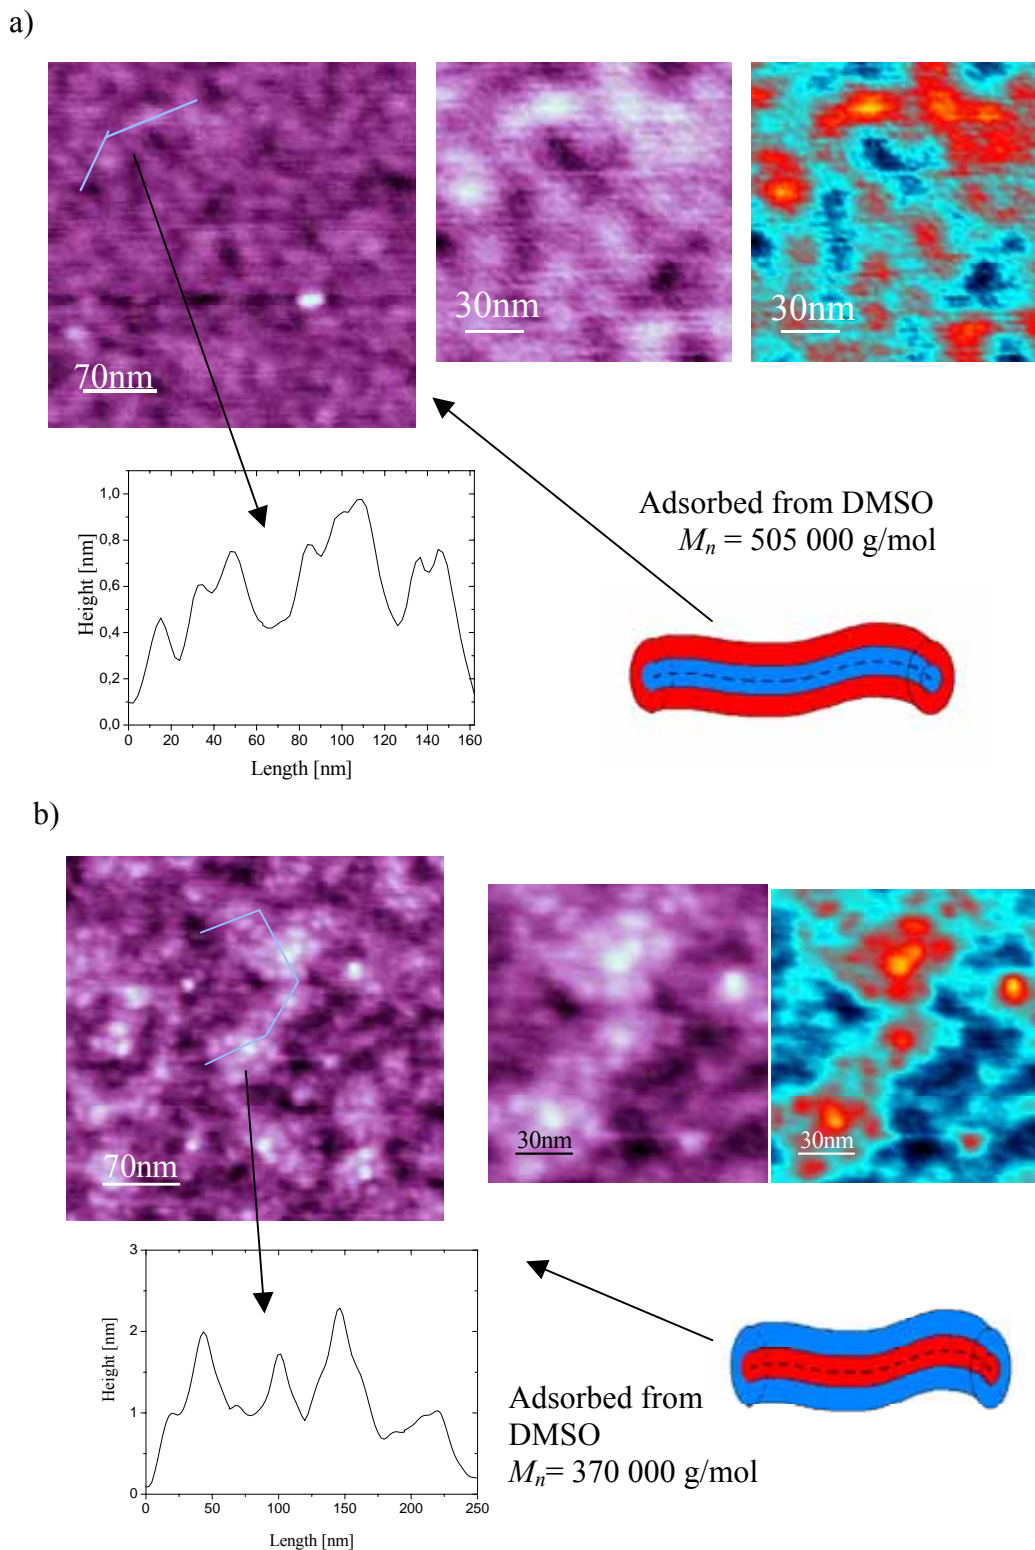 a)
70nm
30nm
30nm
1,0
0,8
0,6
0,4
0,2
0,0
Height [nm]
0 20 40 60 80 100 120 140 160
Length [nm]
Adsorbed from DMSO
Mn = 505 000 g/mol
b)
70nm
30nm
30nm
3
2
1
0
Height [nm]
0 50 100 150 200 250
Length [nm]
Adsorbed from
DMSO
Mn= 370 000 g/mol